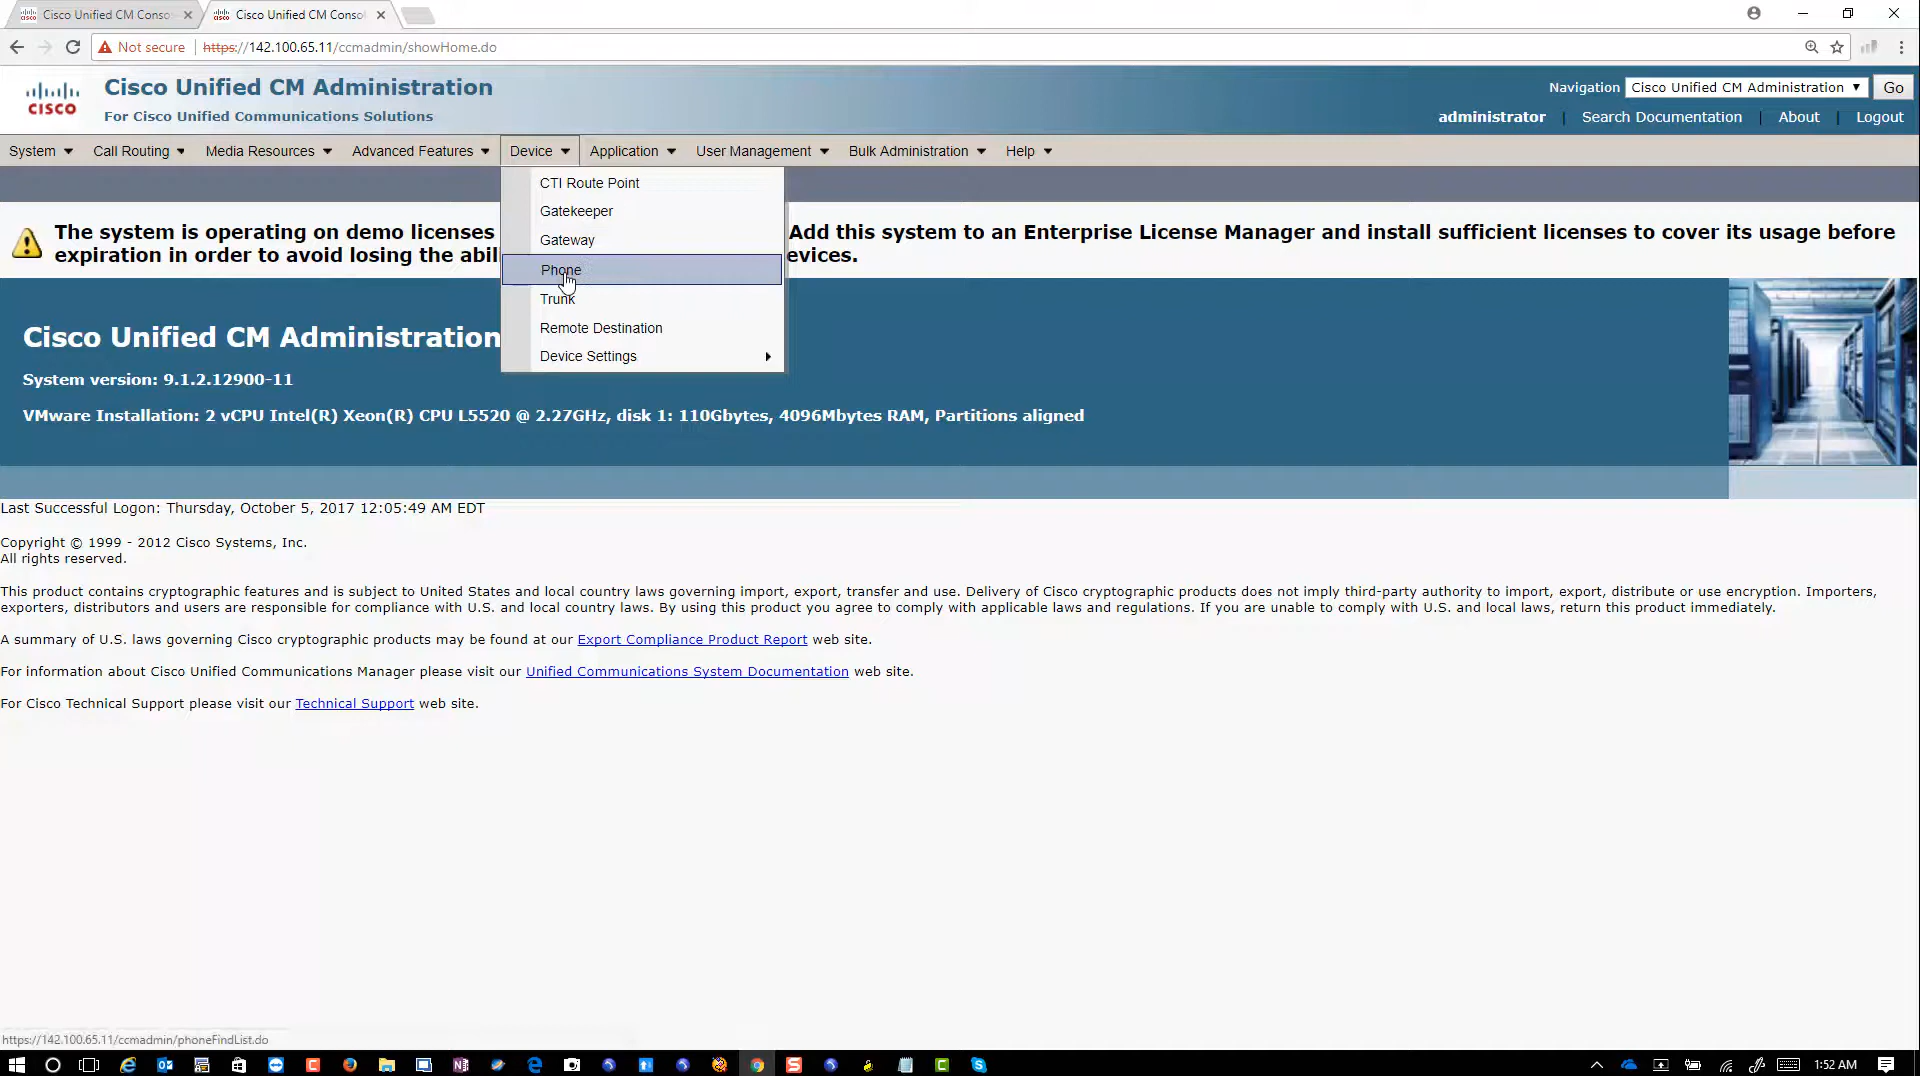 Cisco Unified CM Conso
Cisco Unified CM Consol
Not secure https://142.100.65.11/ccmadmin/showHome.do
CISCO
Cisco Unified CM Administration
For Cisco Unified Communications Solutions
Navigation Cisco Unified CM Administration Go
administrator | Search Documentation | About | Logout
System Call Routing Media Resources Advanced Features Device Application User Management Bulk Administration Help
CTI Route Point
Gatekeeper
Gateway
Phone
Trunk
Remote Destination
Device Settings
The system is operating on demo licenses Add this system to an Enterprise License Manager and install sufficient licenses to cover its usage before
expiration in order to avoid losing the abil evices.
Cisco Unified CM Administration
System version: 9.1.2.12900-11
VMware Installation: 2 vCPU Intel(R) Xeon(R) CPU L5520 @ 2.27GHz, disk 1: 110Gbytes, 4096Mbytes RAM, Partitions aligned
Last Successful Logon: Thursday, October 5, 2017 12:05:49 AM EDT
Copyright © 1999 - 2012 Cisco Systems, Inc.
All rights reserved.
This product contains cryptographic features and is subject to United States and local country laws governing import, export, transfer and use. Delivery of Cisco cryptographic products does not imply third-party authority to import, export, distribute or use encryption. Importers,
exporters, distributors and users are responsible for compliance with U.S. and local country laws. By using this product you agree to comply with applicable laws and regulations. If you are unable to comply with U.S. and local laws, return this product immediately.
A summary of U.S. laws governing Cisco cryptographic products may be found at our Export Compliance Product Report web site.
For information about Cisco Unified Communications Manager please visit our Unified Communications System Documentation web site.
For Cisco Technical Support please visit our Technical Support web site.
https://142.100.65.11/ccmadmin/phoneFindList.do
1:52 AM